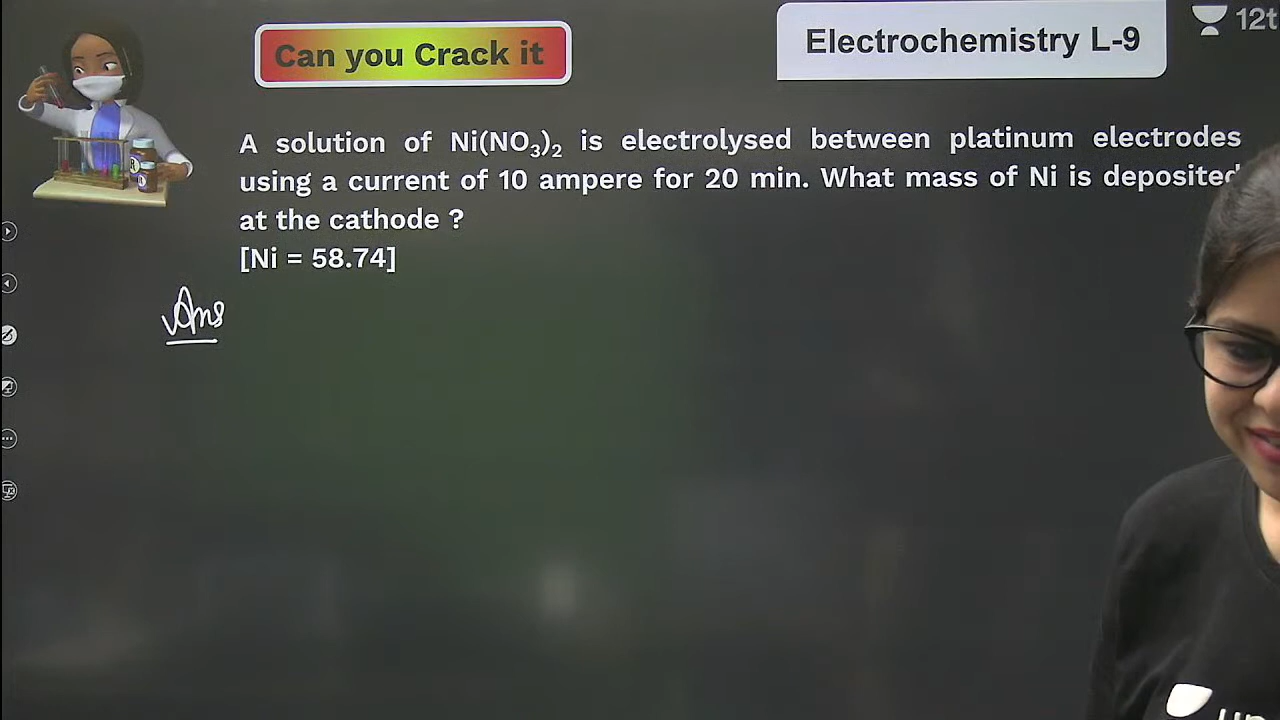 Can you Crack it
Electrochemistry L-9
12t
A solution of Ni(NO₃)₂ is electrolysed between platinum electrodes
using a current of 10 ampere for 20 min. What mass of Ni is deposited
at the cathode ?
[Ni = 58.74]
Ans